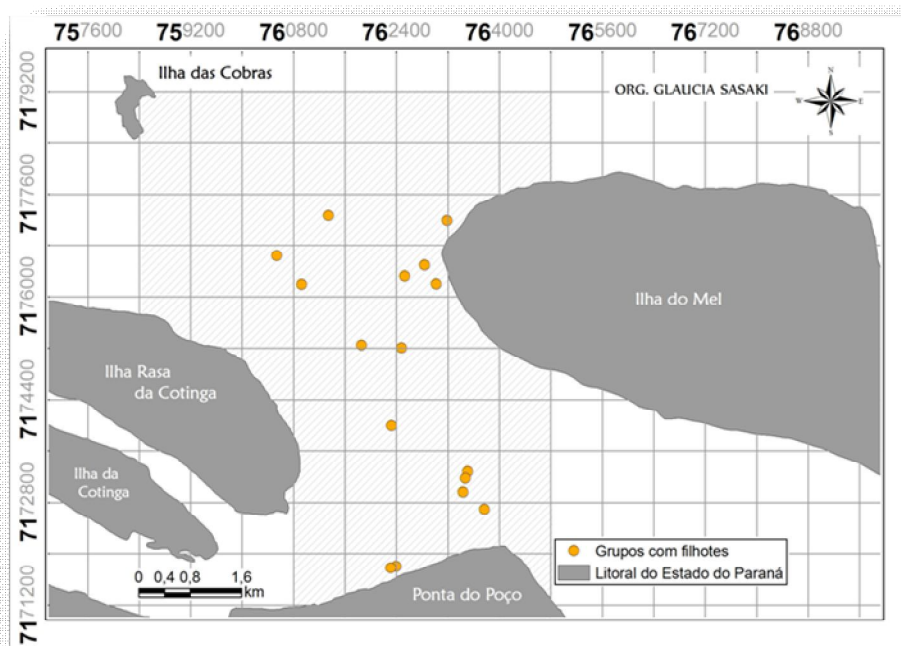 757600 759200 760800 762400 764000 765600 767200 768800
7179200
7177600
7176000
7174400
7172800
7171200
Ilha das Cobras
ORG. GLAUCIA SASAKI
N
W E
S
Ilha do Mel
Ilha Rasa
da Cotinga
Ilha da
Cotinga
Grupos com filhotes
Litoral do Estado do Paraná
0 0,4 0,8 1,6
km
Ponta do Poço